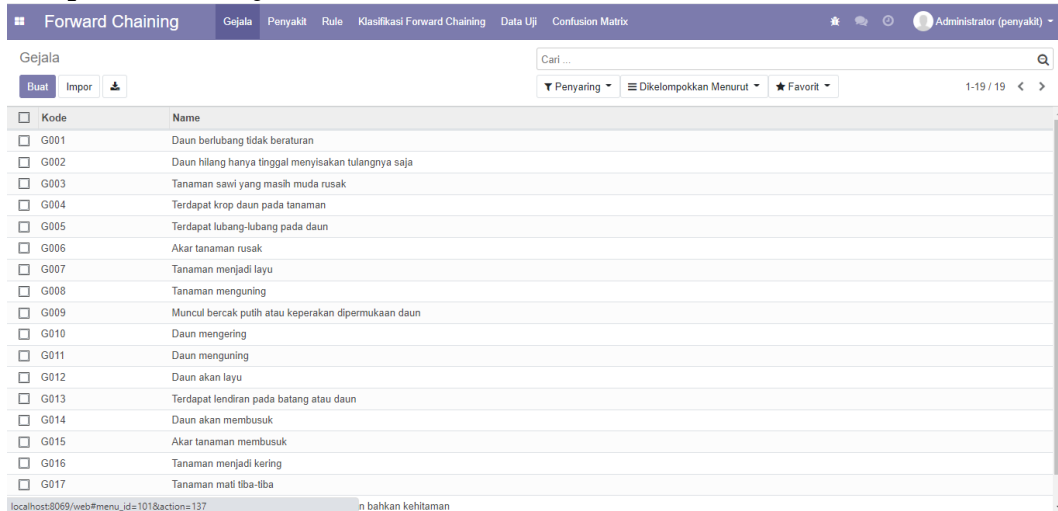 Forward Chaining Gejala Penyakit Rule Klasifikasi Forward Chaining Data Uji Confusion Matrix Administrator (penyakit)
Gejala Cari ...
Buat Impor Penyaring Dikelompokkan Menurut Favorit 1-19 / 19
Kode Name
G001 Daun berlubang tidak beraturan
G002 Daun hilang hanya tinggal menyisakan tulangnya saja
G003 Tanaman sawi yang masih muda rusak
G004 Terdapat krop daun pada tanaman
G005 Terdapat lubang-lubang pada daun
G006 Akar tanaman rusak
G007 Tanaman menjadi layu
G008 Tanaman menguning
G009 Muncul bercak putih atau keperakan dipermukaan daun
G010 Daun mengering
G011 Daun menguning
G012 Daun akan layu
G013 Terdapat lendiran pada batang atau daun
G014 Daun akan membusuk
G015 Akar tanaman membusuk
G016 Tanaman menjadi kering
G017 Tanaman mati tiba-tiba
localhost:8069/web#menu_id=101&action=137 n bahkan kehitaman